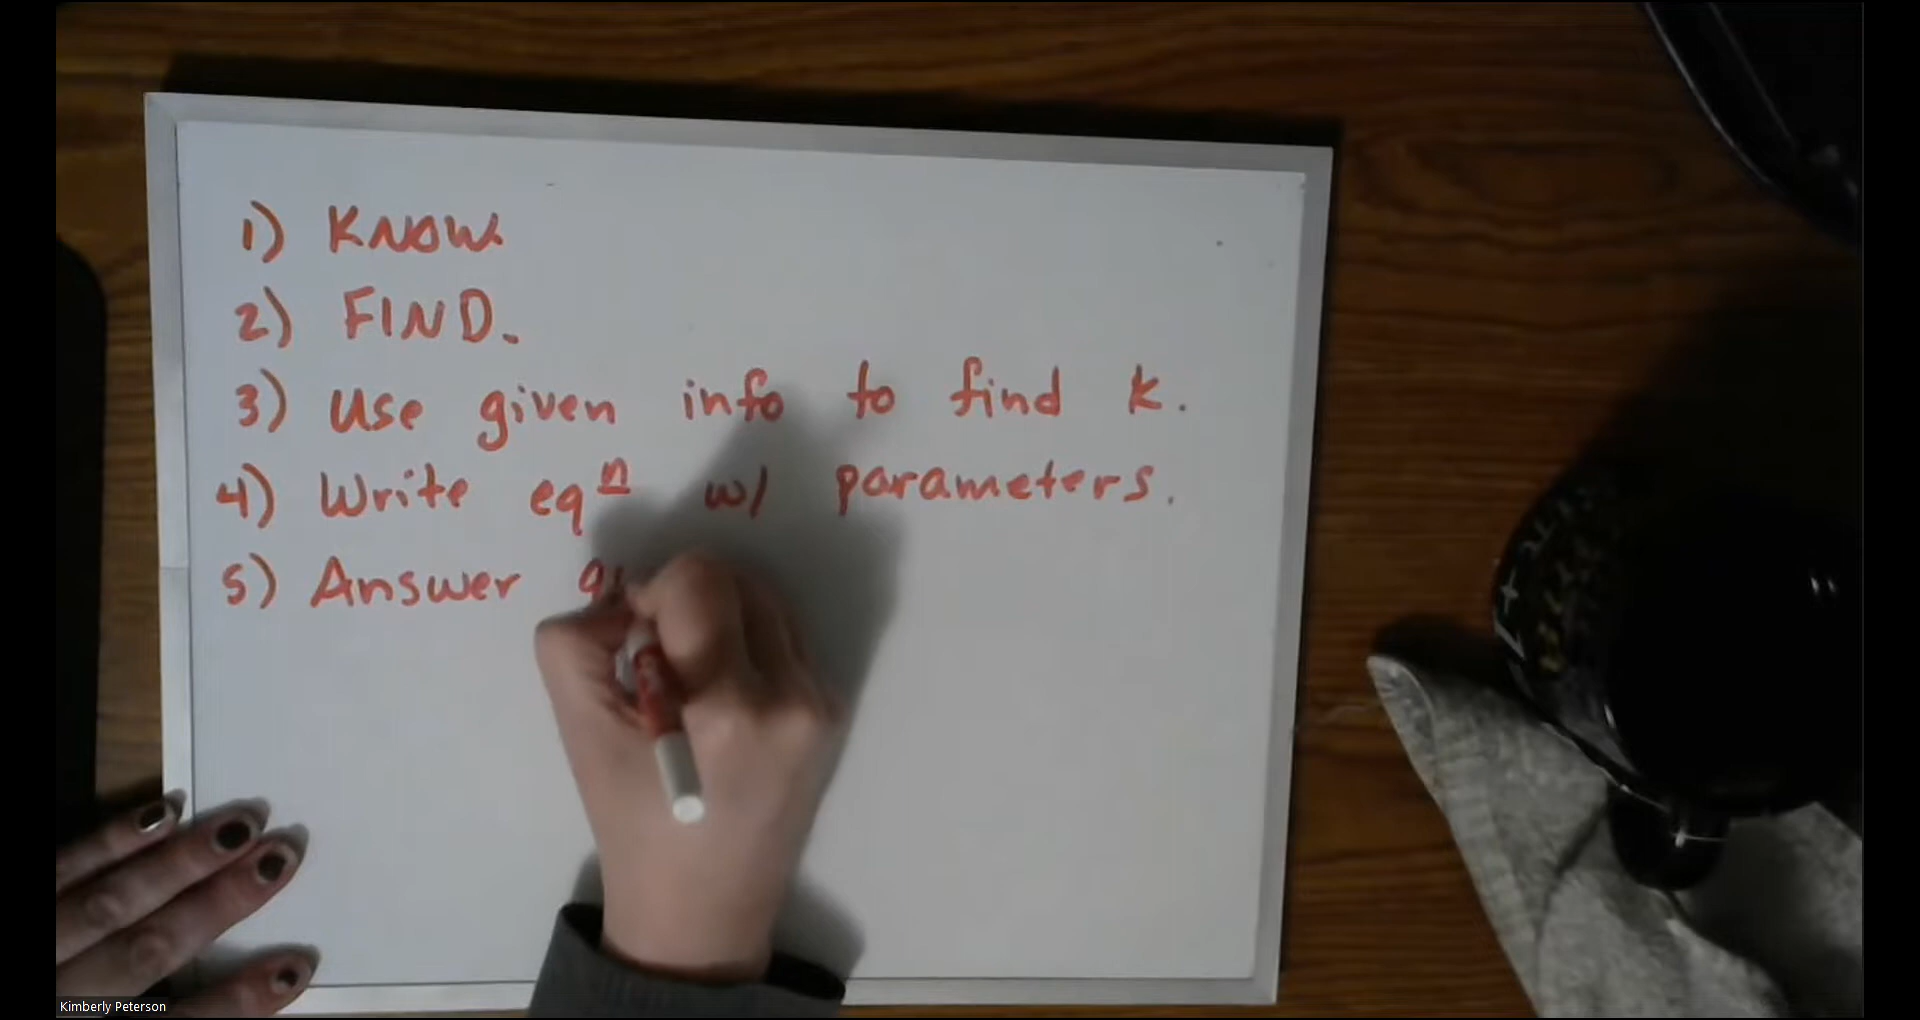 1) KNOW.
2) FIND.
3) Use given info to find k.
4) Write eqn w/ parameters.
5) Answer
Kimberly Peterson